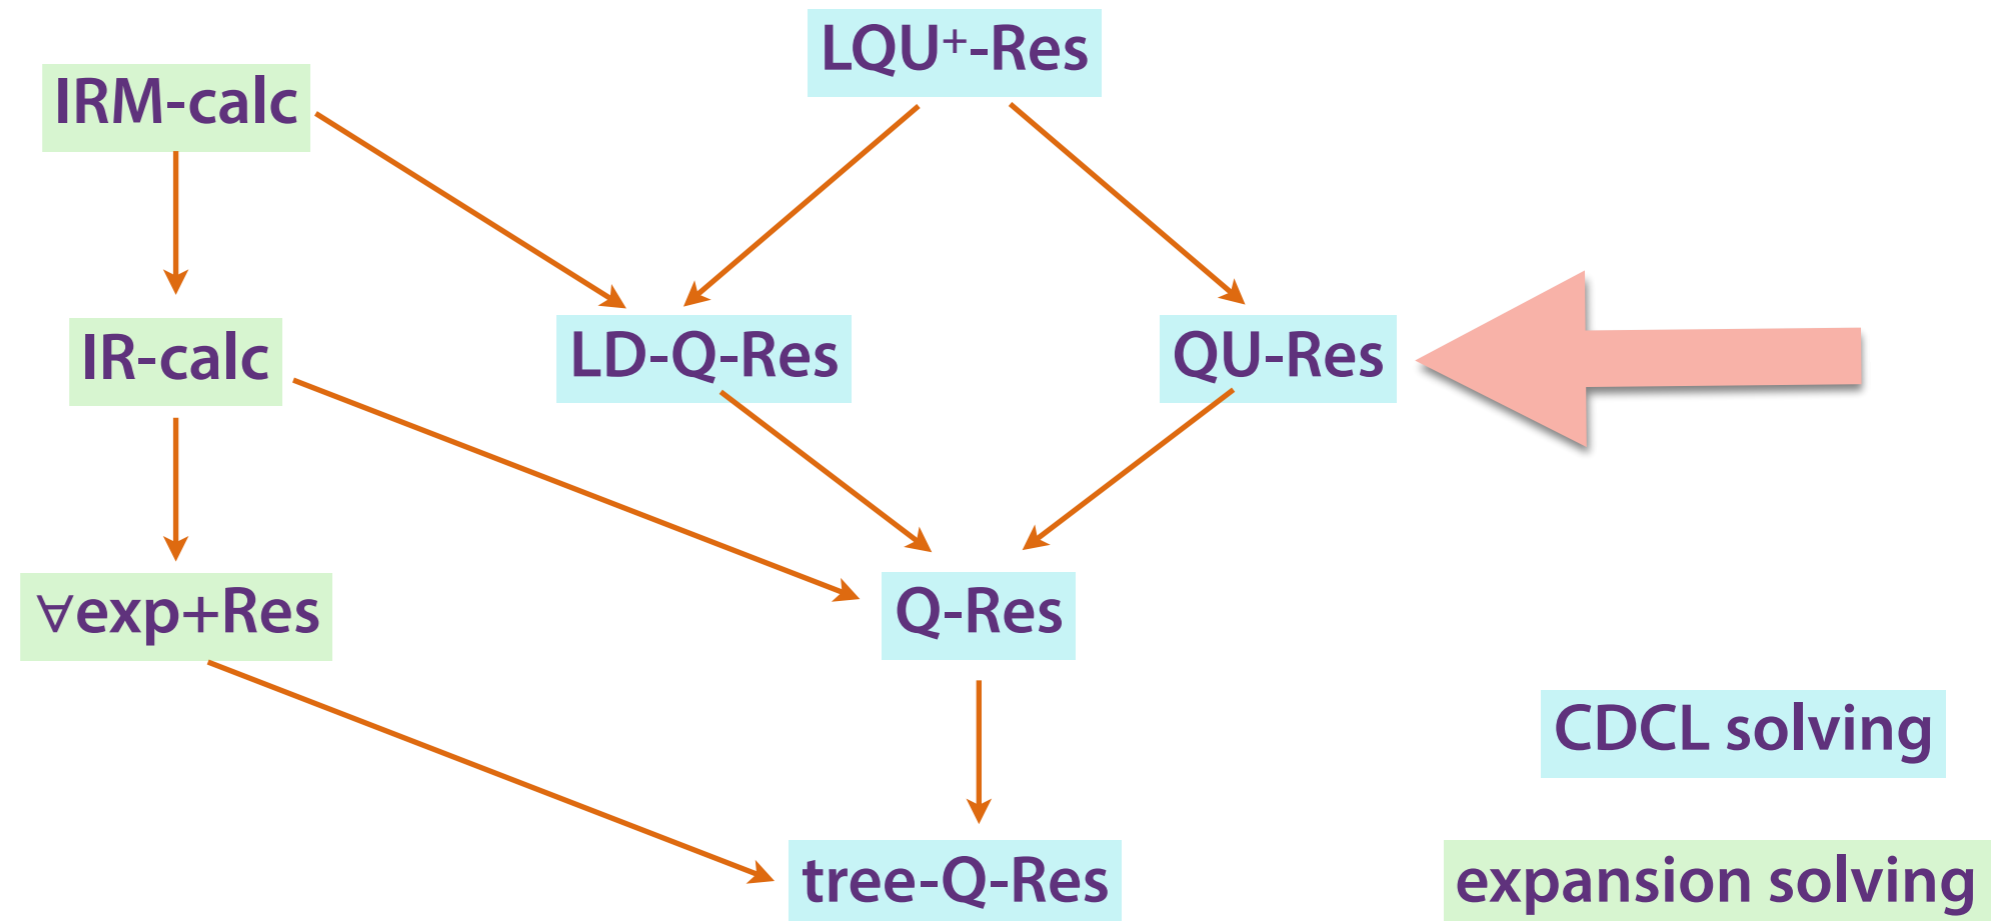 LQU⁺-Res
IRM-calc
IR-calc
LD-Q-Res
QU-Res
∀exp+Res
Q-Res
CDCL solving
tree-Q-Res
expansion solving